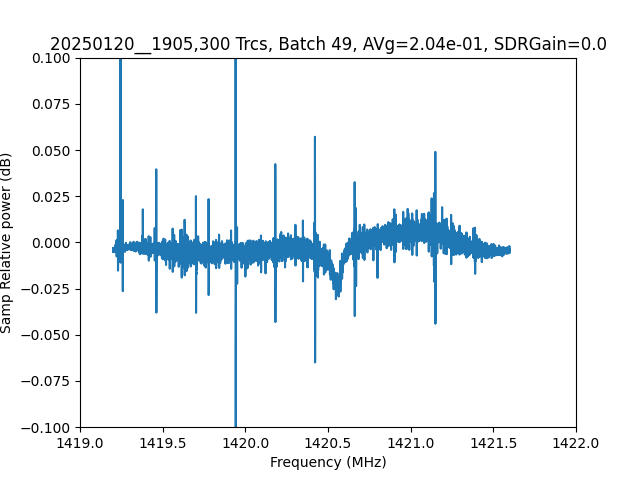 20250120__1905,300 Trcs, Batch 49, AVg=2.04e-01, SDRGain=0.0
0.100
0.075
0.050
0.025
0.000
−0.025
−0.050
−0.075
−0.100
Samp Relative power (dB)
1419.0 1419.5 1420.0 1420.5 1421.0 1421.5 1422.0
Frequency (MHz)